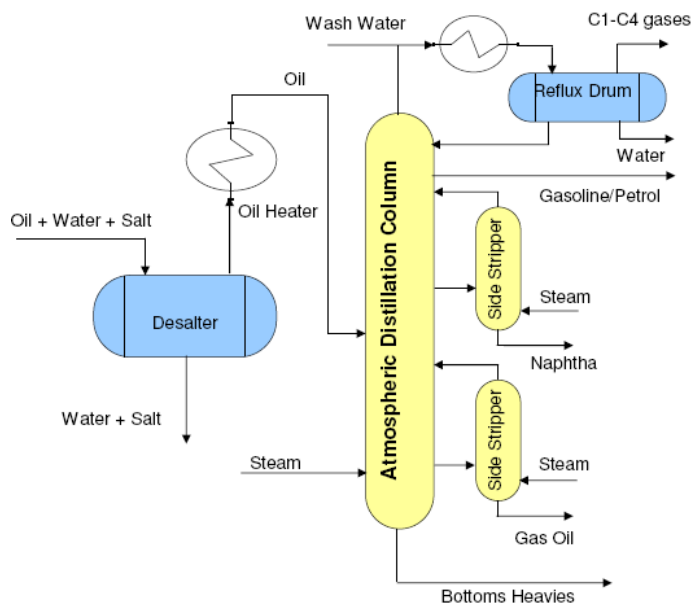 C1-C4 gases
Wash Water
Oil
Reflux Drum
Water
Gasoline/Petrol
Oil Heater
Oil + Water + Salt
Atmospheric Distillation Column
Side Stripper
Steam
Desalter
Naphtha
Water + Salt
Side Stripper
Steam
Steam
Gas Oil
Bottoms Heavies